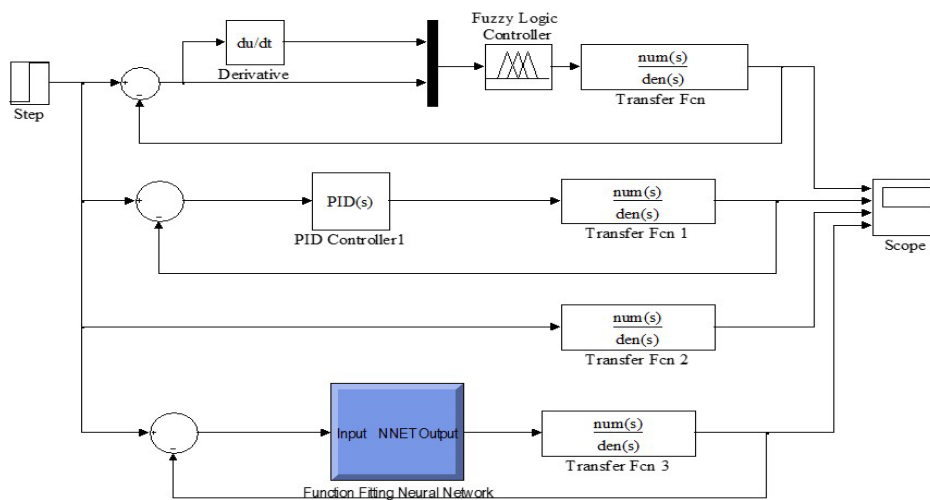 Fuzzy Logic
Controller
du/dt
Derivative
num(s)
den(s)
Transfer Fcn
Step
PID(s)
PID Controller1
num(s)
den(s)
Transfer Fcn 1
Scope
num(s)
den(s)
Transfer Fcn 2
Input NNET Output
Function Fitting Neural Network
num(s)
den(s)
Transfer Fcn 3